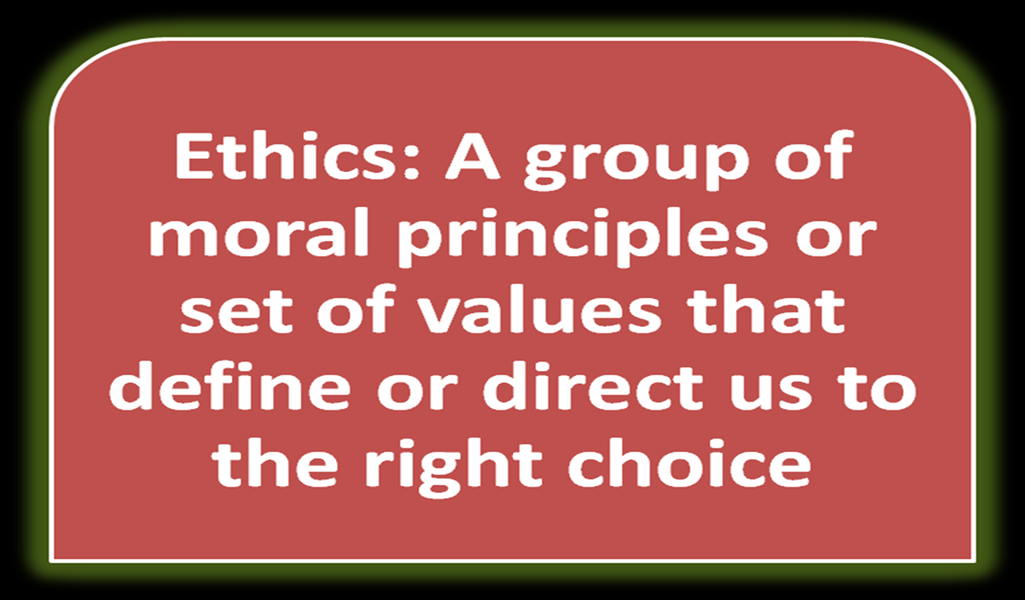 Ethics: A group of
moral principles or
set of values that
define or direct us to
the right choice